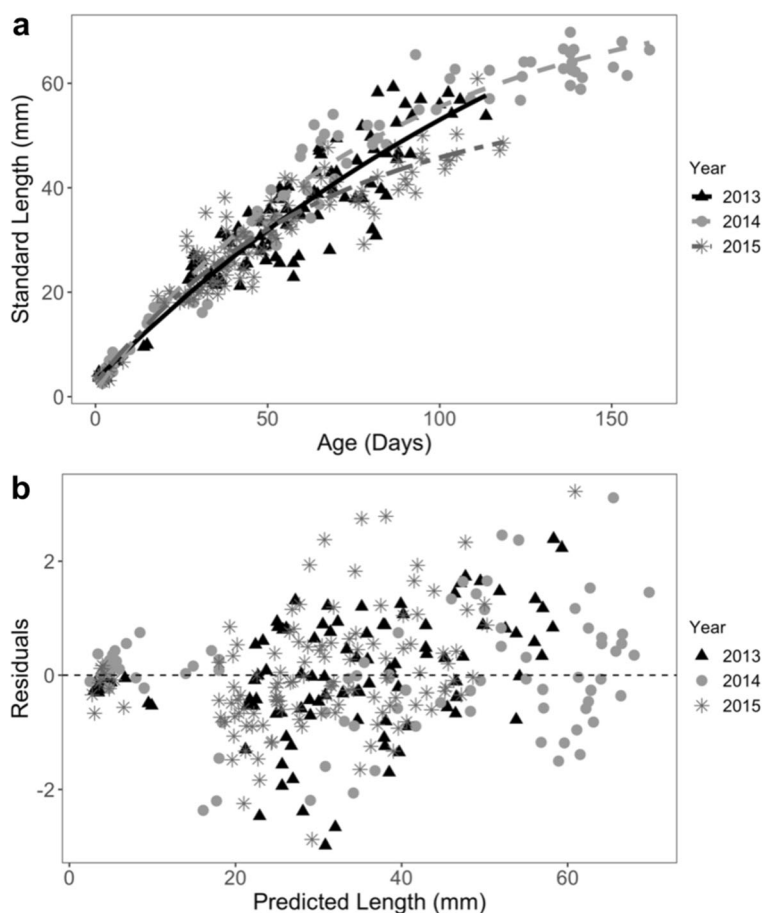 a
Standard Length (mm)
60
40
20
0
0 50 100 150
Age (Days)
Year
2013
2014
2015
b
Residuals
2
0
-2
0 20 40 60
Predicted Length (mm)
Year
2013
2014
2015